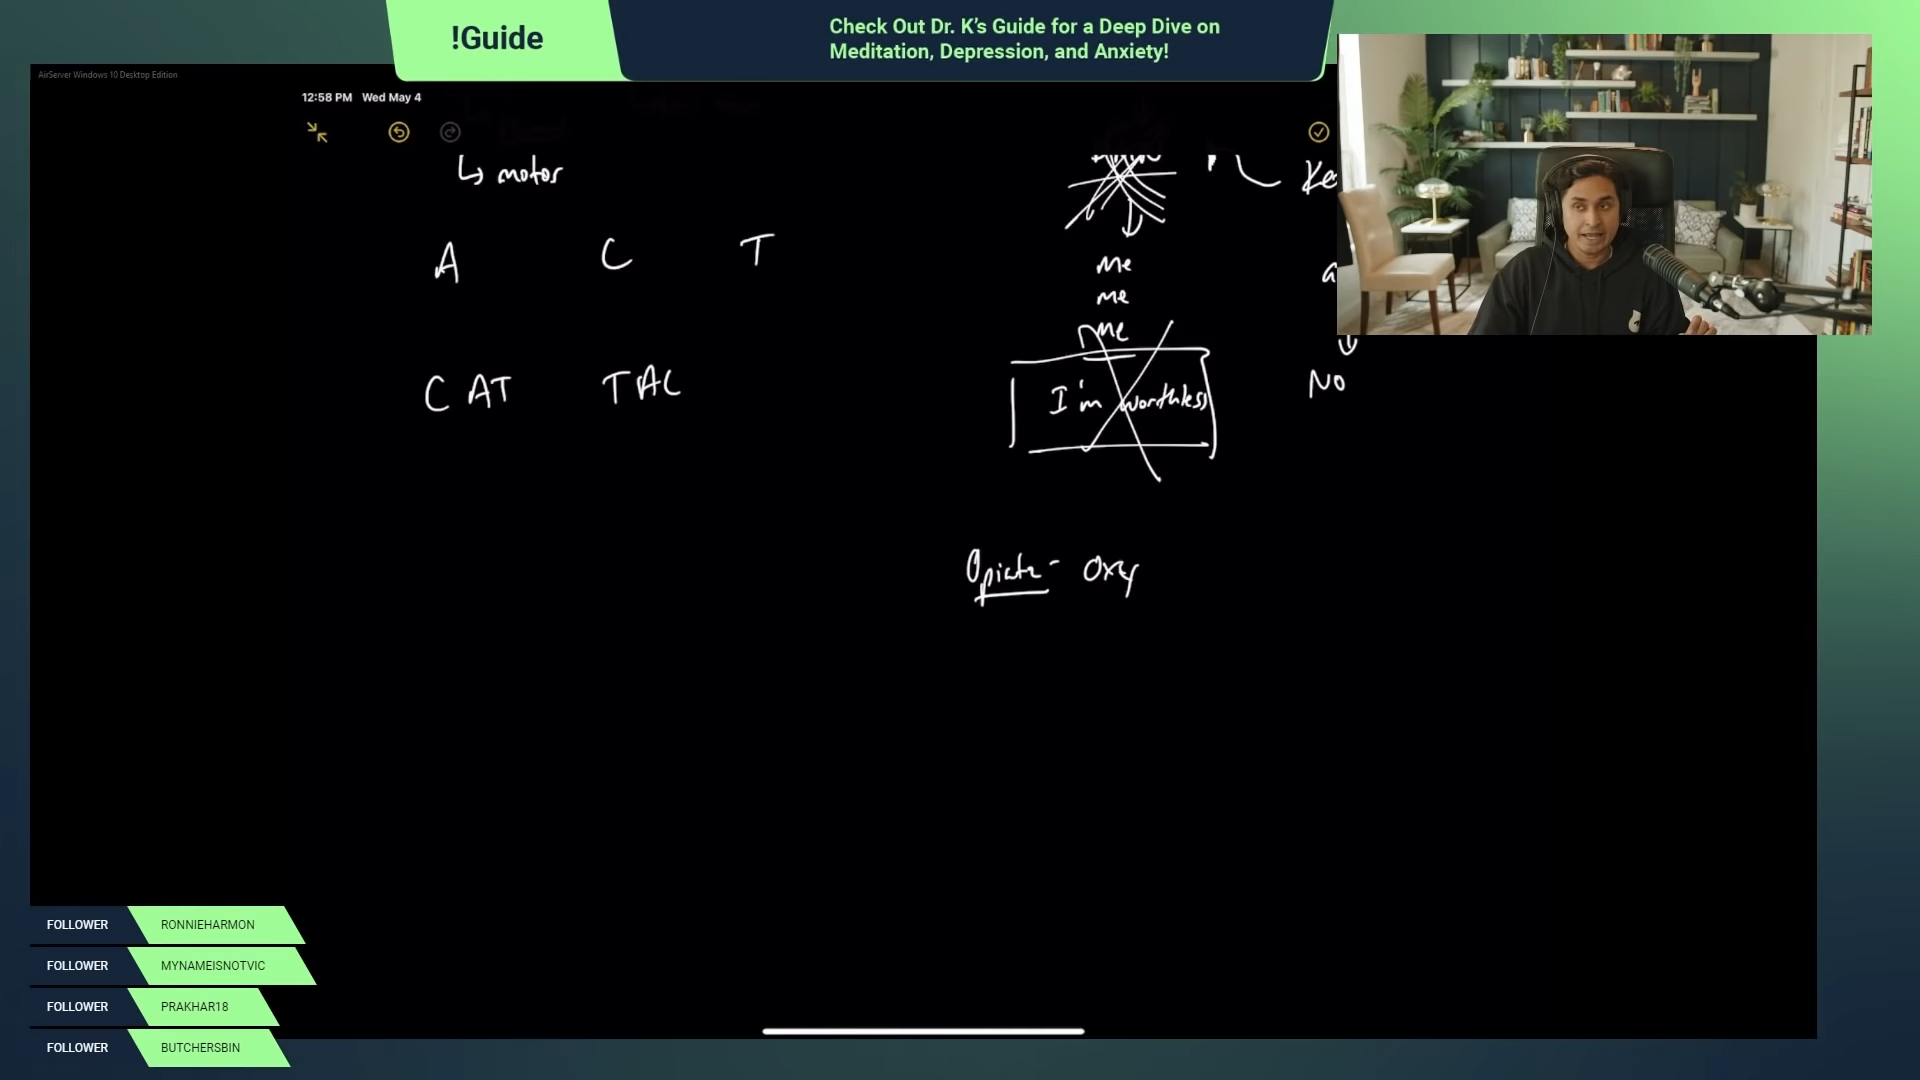 !Guide
Check Out Dr. K's Guide for a Deep Dive on
Meditation, Depression, and Anxiety!
AirServer Windows 10 Desktop Edition
12:58 PM Wed May 4
↳ motor
A C T
CAT TAC
me
me
me
I'm worthless
NO
Opiate - Oxy
FOLLOWER RONNIEHARMON
FOLLOWER MYNAMEISNOTVIC
FOLLOWER PRAKHAR18
FOLLOWER BUTCHERSBIN